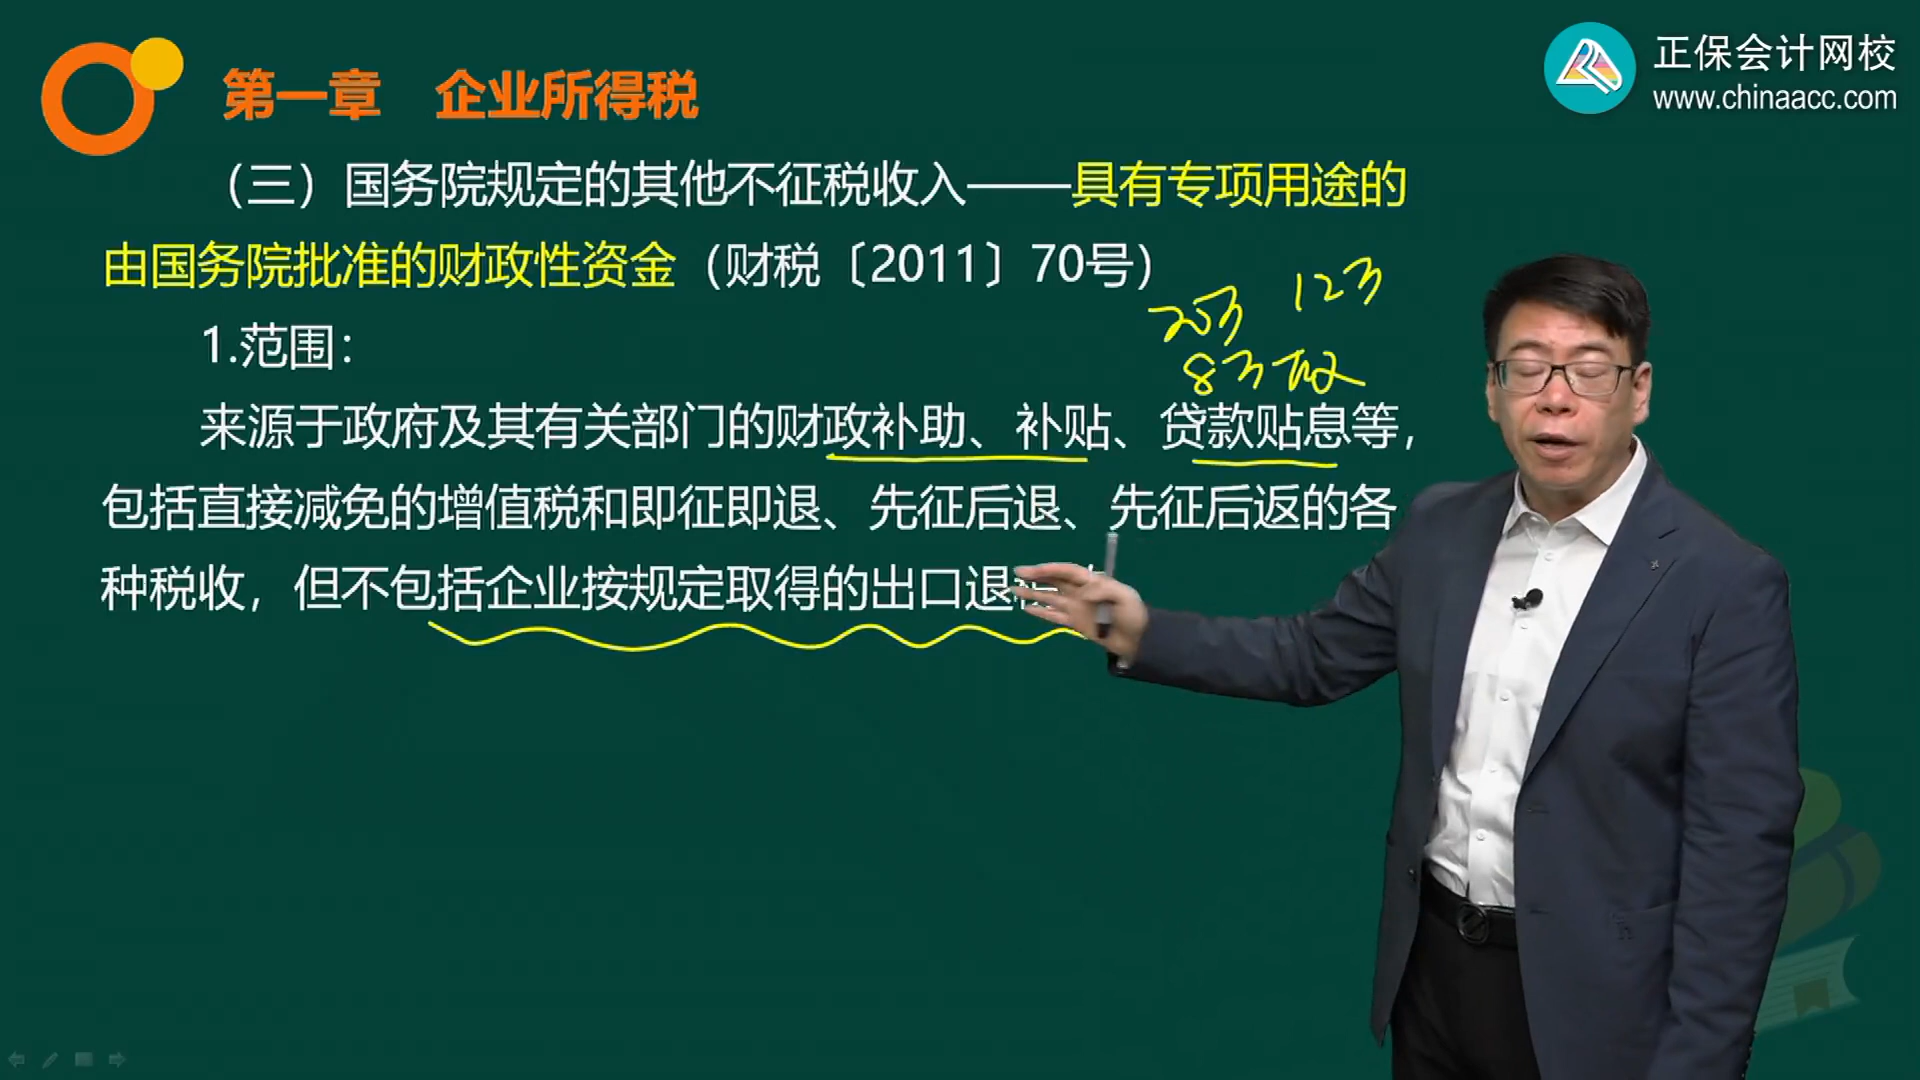 正保会计网校
www.chinaacc.com
第一章 企业所得税
（三）国务院规定的其他不征税收入——具有专项用途的
由国务院批准的财政性资金（财税〔2011〕70号）
1.范围：
来源于政府及其有关部门的财政补助、补贴、贷款贴息等，
包括直接减免的增值税和即征即退、先征后退、先征后返的各
种税收，但不包括企业按规定取得的出口退